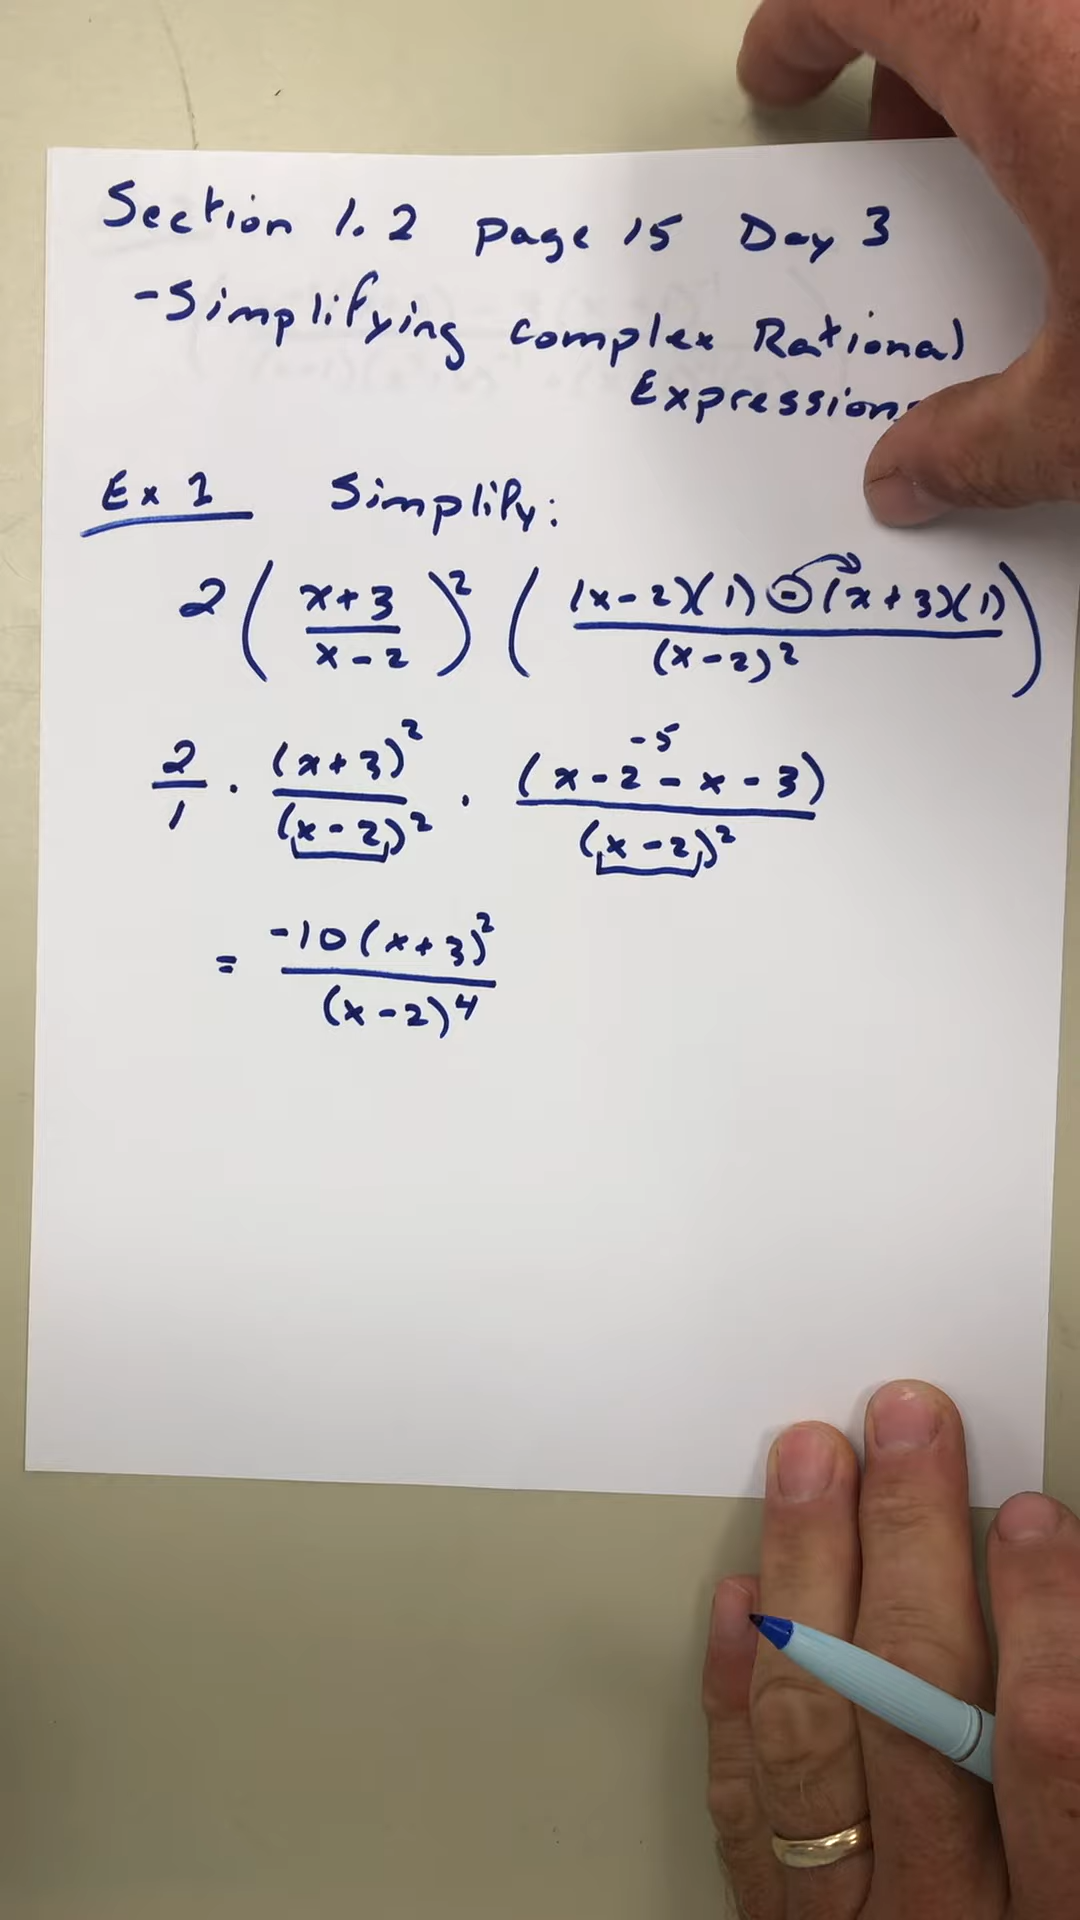 Section 1.2 page 15 Day 3
-Simplifying complex Rational
Expressions
Ex 1 Simplify:
2 ( x+3 / x-2 )² ( (x-2)(1) - (x+3)(1) / (x-2)² )
-5
2/1 · (x+3)² / (x-2)² · (x-2-x-3) / (x-2)²
= -10(x+3)² / (x-2)⁴